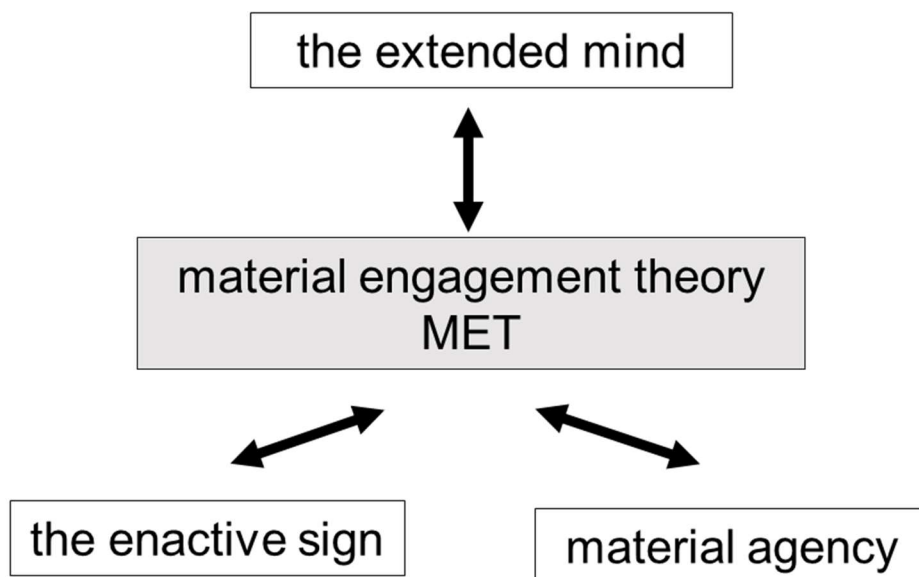 the extended mind
material engagement theory
MET
the enactive sign
material agency